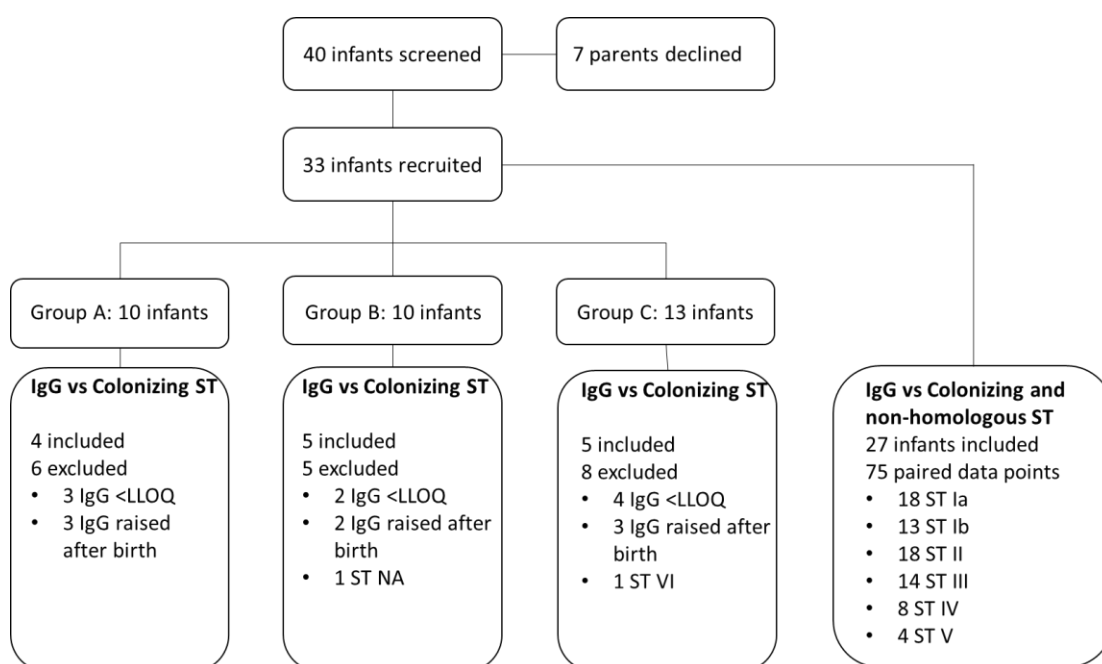 40 infants screened
7 parents declined
33 infants recruited
Group A: 10 infants
Group B: 10 infants
Group C: 13 infants
IgG vs Colonizing ST
4 included
6 excluded
• 3 IgG <LLOQ
• 3 IgG raised
after birth
IgG vs Colonizing ST
5 included
5 excluded
• 2 IgG <LLOQ
• 2 IgG raised after
birth
• 1 ST NA
IgG vs Colonizing ST
5 included
8 excluded
• 4 IgG <LLOQ
• 3 IgG raised after
birth
• 1 ST VI
IgG vs Colonizing and
non-homologous ST
27 infants included
75 paired data points
• 18 ST Ia
• 13 ST Ib
• 18 ST II
• 14 ST III
• 8 ST IV
• 4 ST V